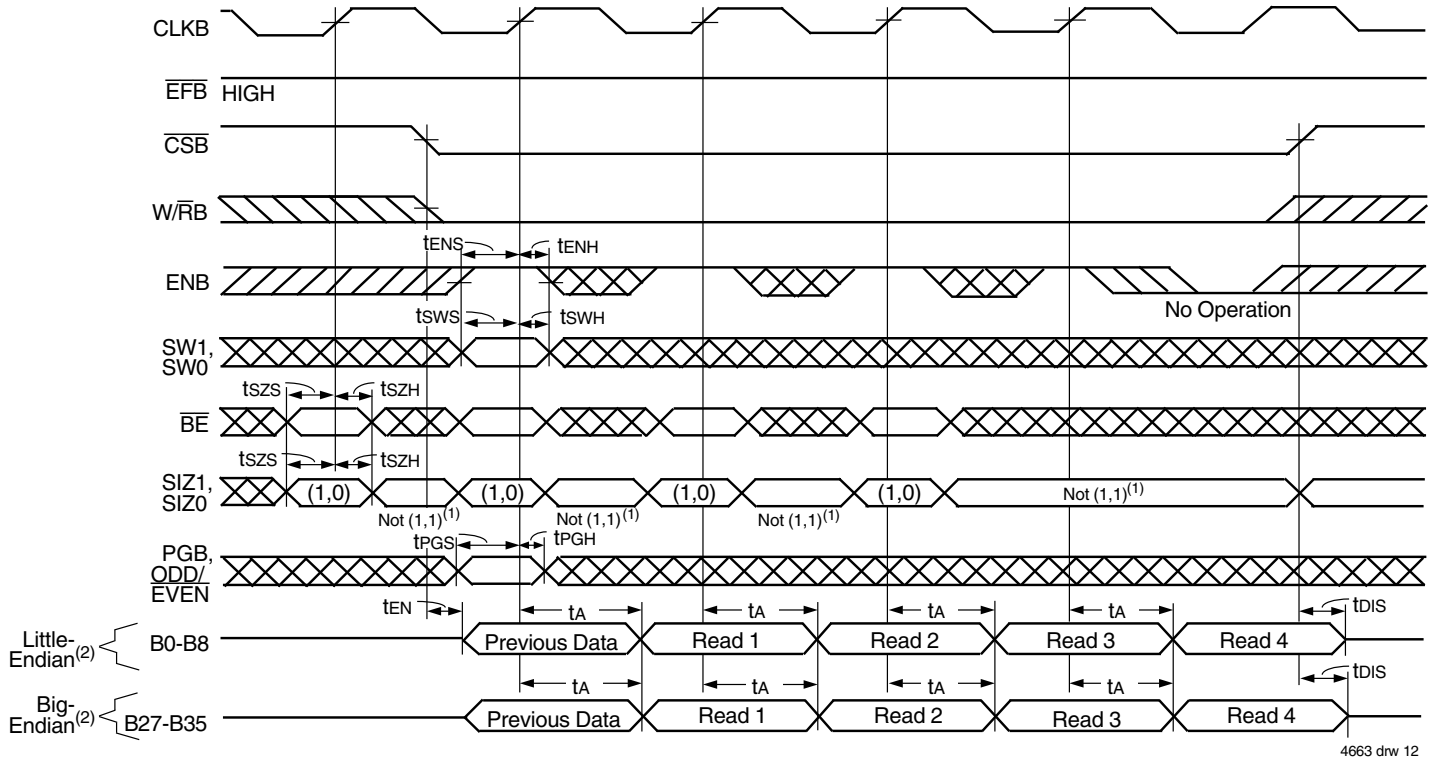 CLKB
EFB HIGH
CSB
W/RB
tENS tENH
ENB
No Operation
tSWS tSWH
SW1,
SW0
tSZS tSZH
BE
tSZS tSZH
SIZ1,
SIZ0
(1,0) (1,0) (1,0) (1,0) Not (1,1)(1)
Not (1,1)(1) Not (1,1)(1) Not (1,1)(1)
tPGS tPGH
PGB,
ODD/
EVEN
tEN tA tA tA tA tDIS
Little-
Endian(2) B0-B8 Previous Data Read 1 Read 2 Read 3 Read 4
tA tA tA tA tDIS
Big-
Endian(2) B27-B35 Previous Data Read 1 Read 2 Read 3 Read 4
4663 drw 12